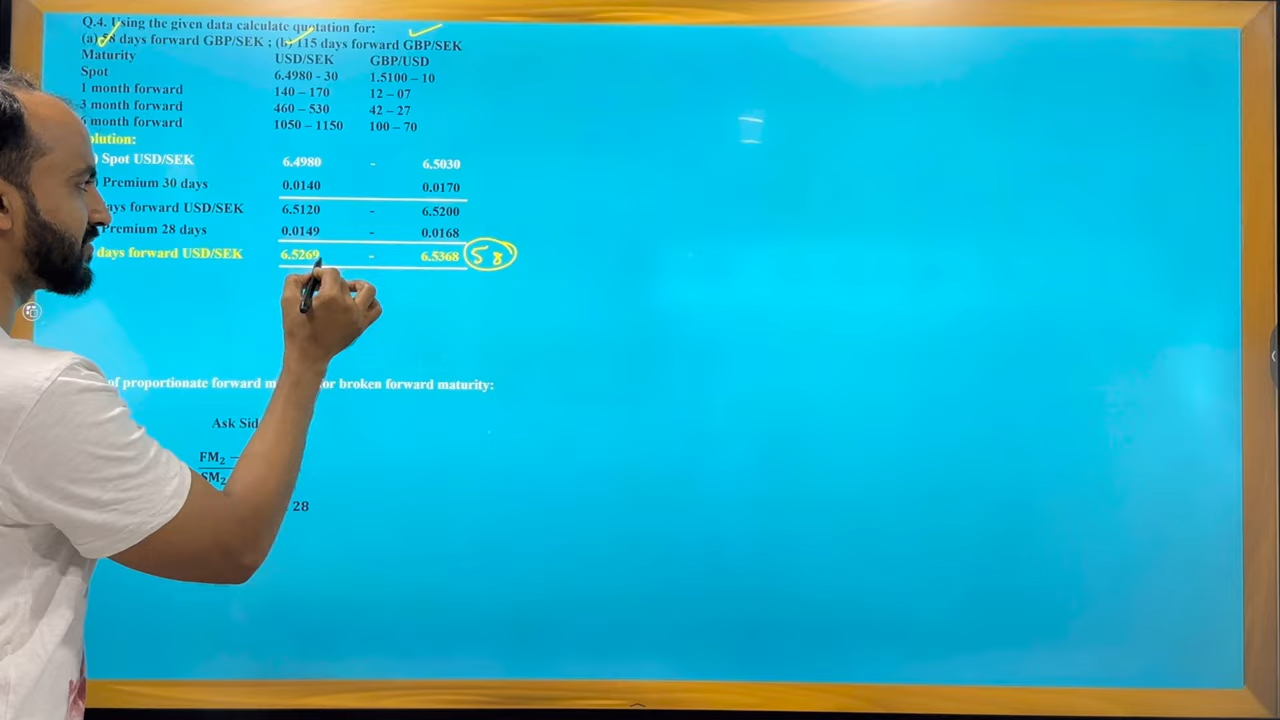 Q.4. Using the given data calculate quotation for:
(a) 58 days forward GBP/SEK ; (b) 115 days forward GBP/SEK
Maturity USD/SEK GBP/USD
Spot 6.4980 - 30 1.5100 – 10
1 month forward 140 – 170 12 – 07
3 month forward 460 – 530 42 – 27
month forward 1050 – 1150 100 – 70
olution:
) Spot USD/SEK 6.4980 - 6.5030
) Premium 30 days 0.0140 0.0170
ays forward USD/SEK 6.5120 - 6.5200
Premium 28 days 0.0149 - 0.0168
days forward USD/SEK 6.5269 - 6.5368 58
of proportionate forward m or broken forward maturity:
Ask Sid
FM₂ –
SM₂
28